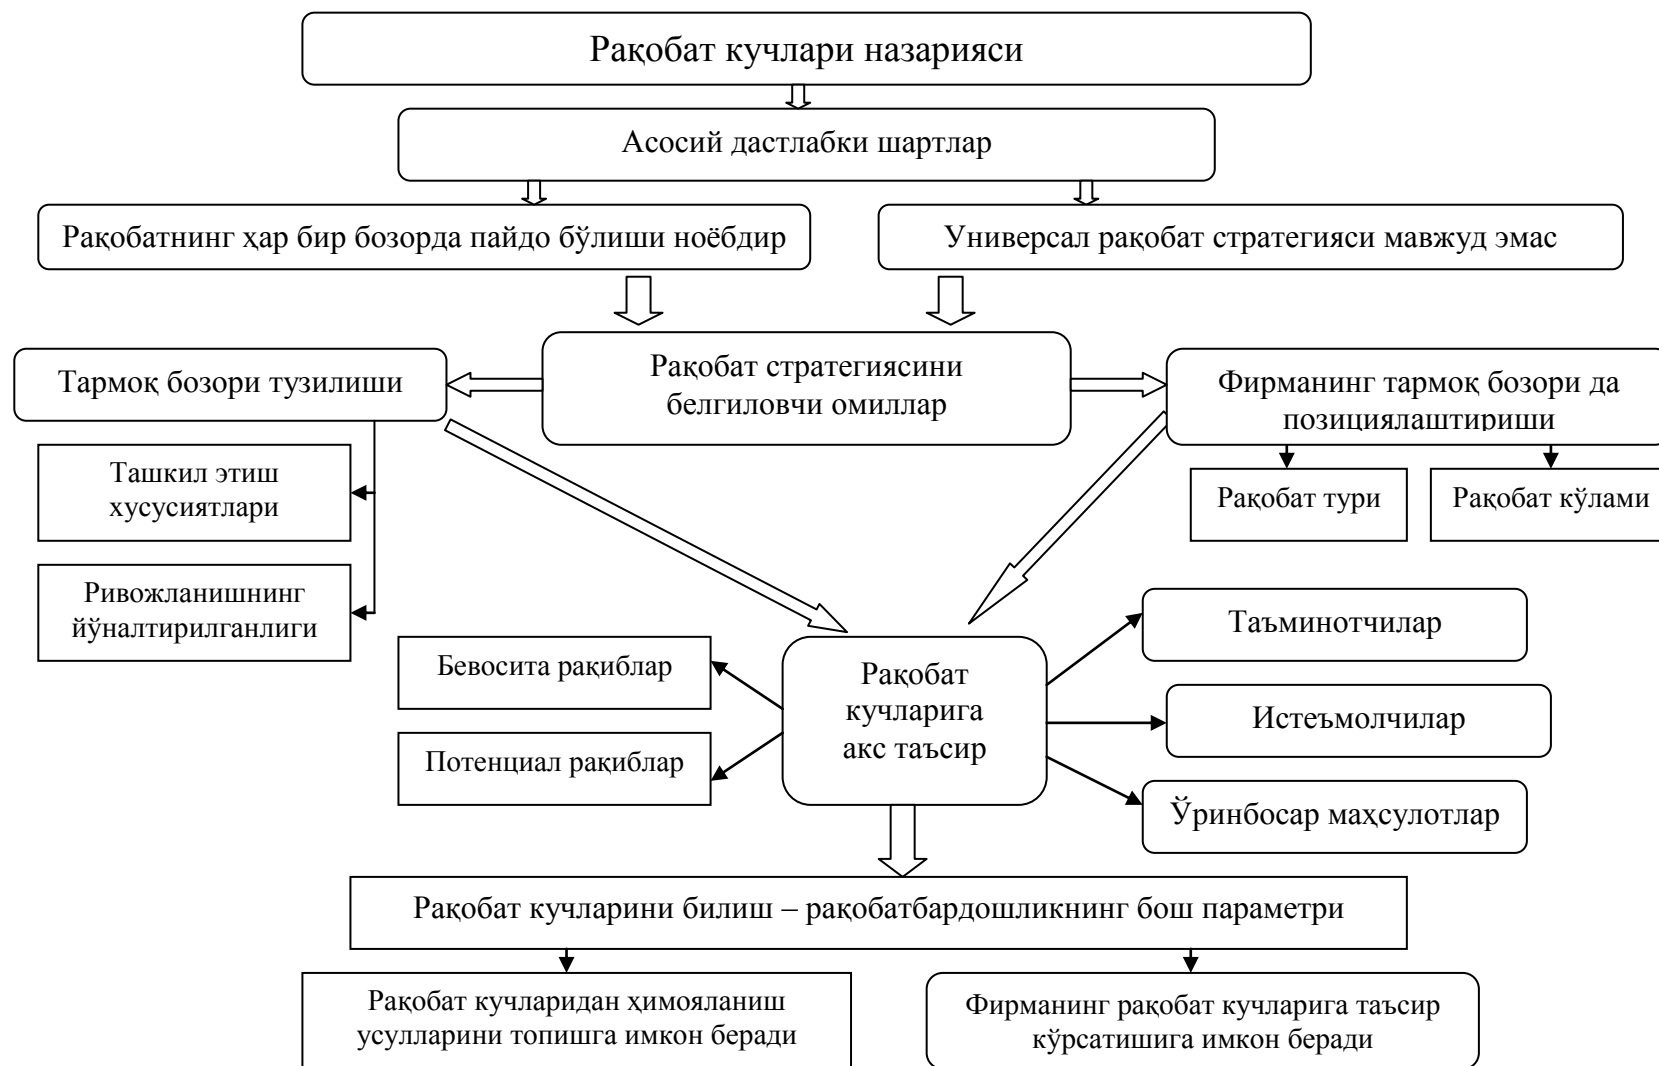 Рақобат кучлари назарияси
Асосий дастлабки шартлар
Рақобатнинг ҳар бир бозорда пайдо бўлиши ноёбдир
Универсал рақобат стратегияси мавжуд эмас
Тармоқ бозори тузилиши
Рақобат стратегиясини
белгиловчи омиллар
Фирманинг тармоқ бозори да
позициялаштириши
Ташкил этиш
хусусиятлари
Рақобат тури
Рақобат кўлами
Ривожланишнинг
йўналтирилганлиги
Бевосита рақиблар
Потенциал рақиблар
Рақобат
кучларига
акс таъсир
Таъминотчилар
Истеъмолчилар
Ўринбосар маҳсулотлар
Рақобат кучларини билиш – рақобатбардошликнинг бош параметри
Рақобат кучларидан ҳимояланиш
усулларини топишга имкон беради
Фирманинг рақобат кучларига таъсир
кўрсатишига имкон беради